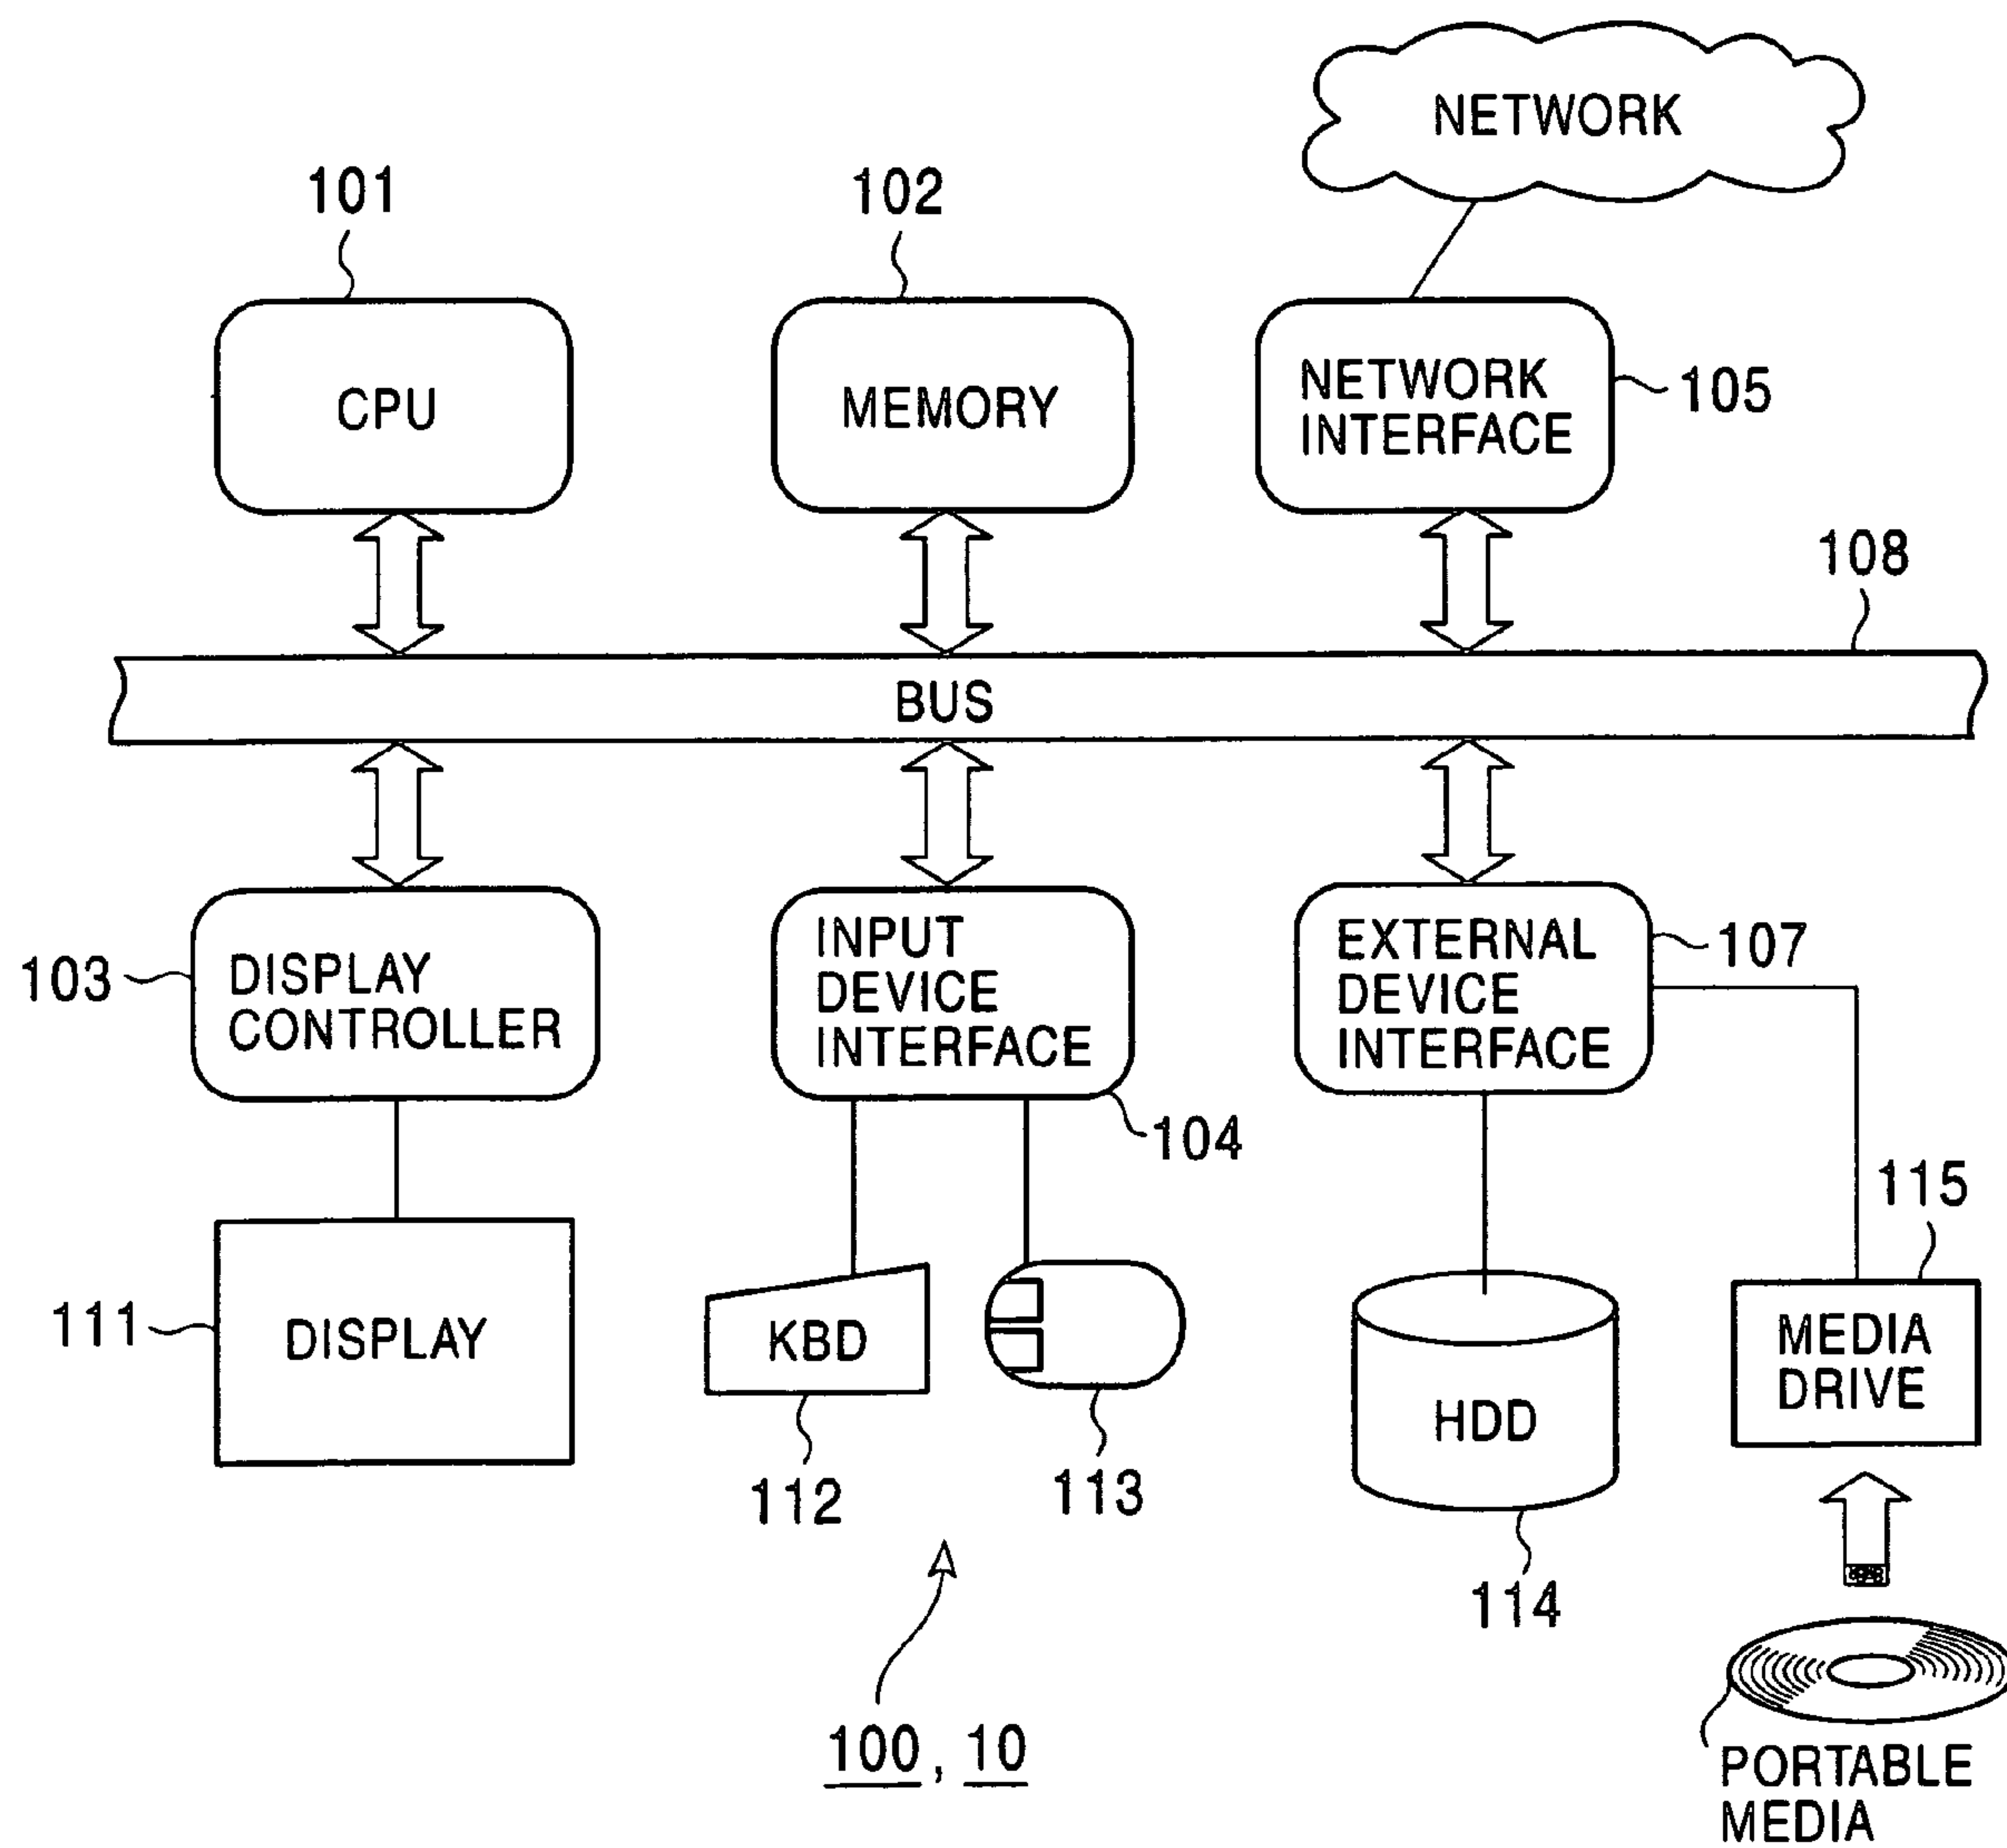 NETWORK
101
102
CPU
MEMORY
NETWORK
INTERFACE
105
108
BUS
103
DISPLAY
CONTROLLER
INPUT
DEVICE
INTERFACE
104
EXTERNAL
DEVICE
INTERFACE
107
115
111
DISPLAY
KBD
112
113
HDD
114
MEDIA
DRIVE
100, 10
PORTABLE
MEDIA